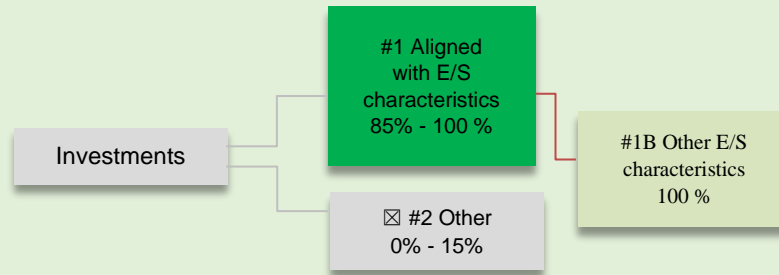 Investments
#1 Aligned
with E/S
characteristics
85% - 100 %
☒ #2 Other
0% - 15%
#1B Other E/S
characteristics
100 %